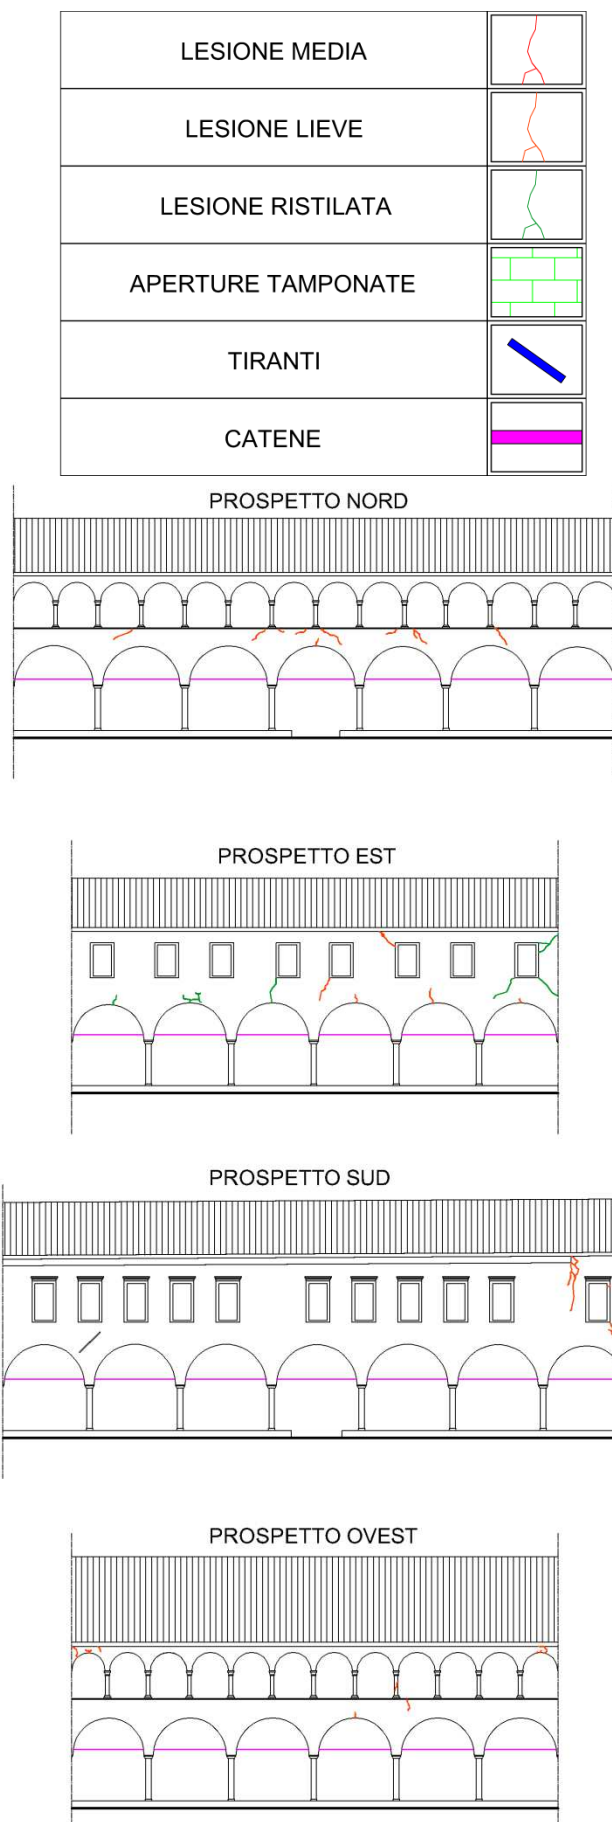 LESIONE MEDIA
LESIONE LIEVE
LESIONE RISTILATA
APERTURE TAMPONATE
TIRANTI
CATENE
PROSPETTO NORD
PROSPETTO EST
PROSPETTO SUD
PROSPETTO OVEST